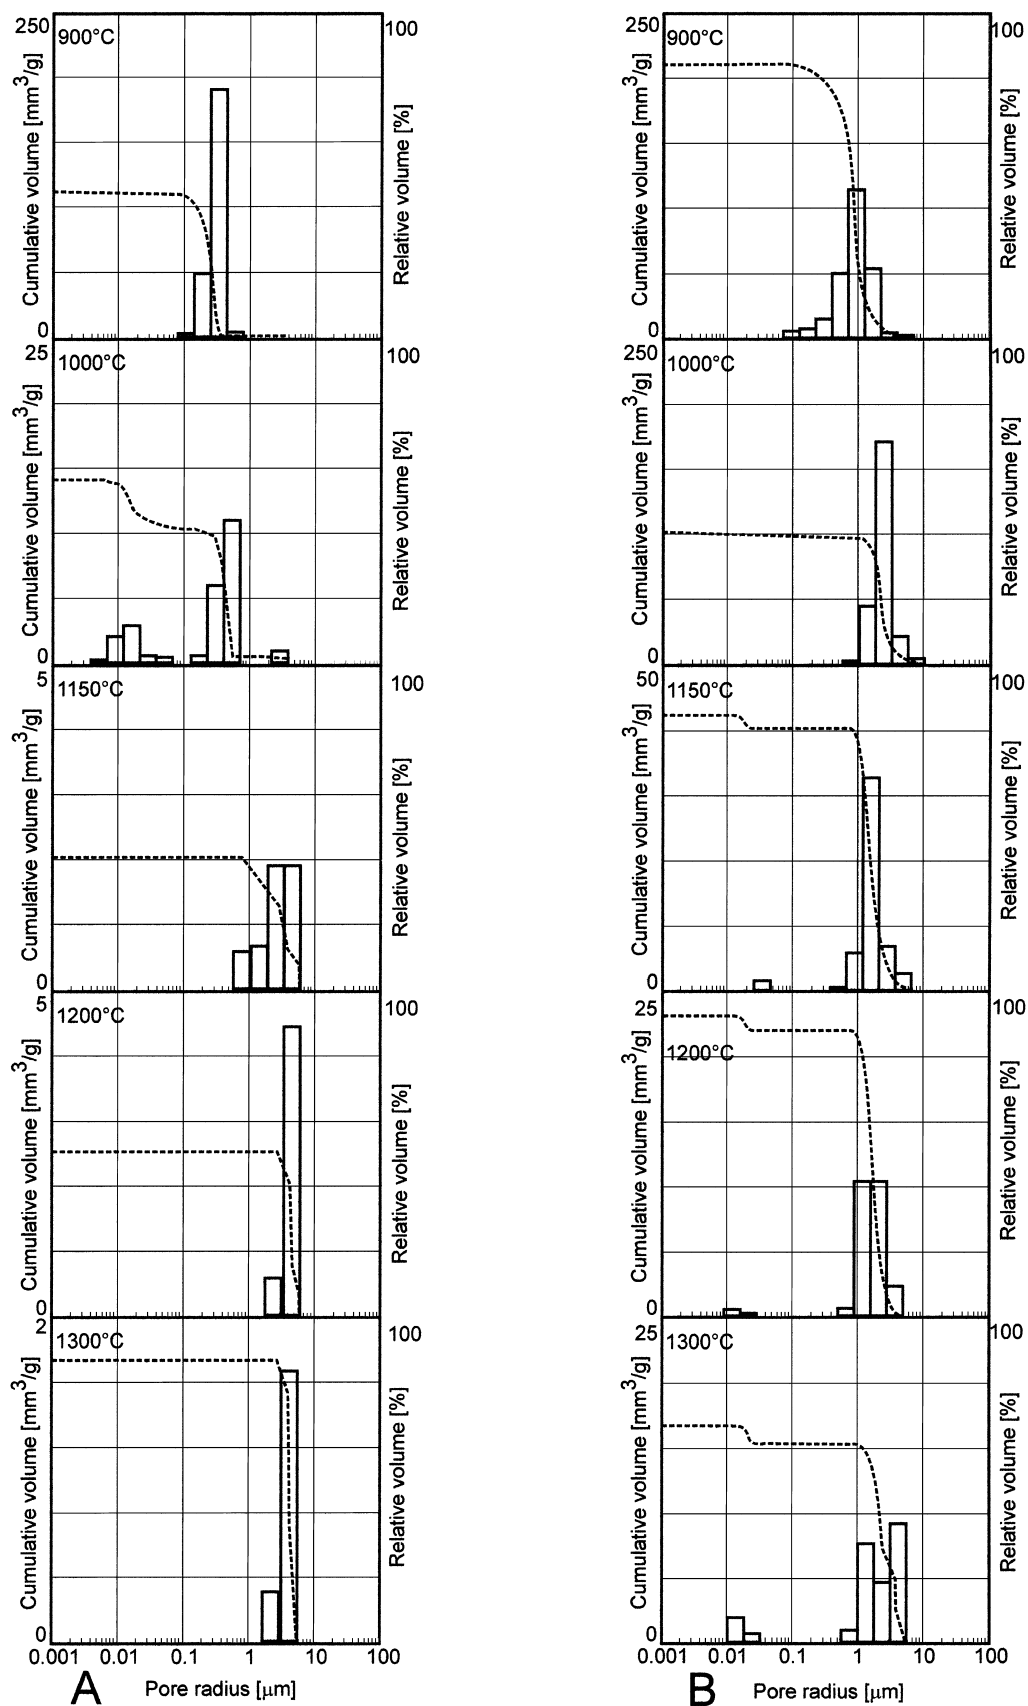 250
100
900°C
Cumulative volume [mm³/g]
Relative volume [%]
0
250
100
900°C
Cumulative volume [mm³/g]
Relative volume [%]
0
25
100
1000°C
Cumulative volume [mm³/g]
Relative volume [%]
0
250
100
1000°C
Cumulative volume [mm³/g]
Relative volume [%]
0
5
100
1150°C
Cumulative volume [mm³/g]
Relative volume [%]
0
50
100
1150°C
Cumulative volume [mm³/g]
Relative volume [%]
0
5
100
1200°C
Cumulative volume [mm³/g]
Relative volume [%]
0
25
100
1200°C
Cumulative volume [mm³/g]
Relative volume [%]
0
2
100
1300°C
Cumulative volume [mm³/g]
Relative volume [%]
0
25
100
1300°C
Cumulative volume [mm³/g]
Relative volume [%]
0
0.001 0.01 0.1 1 10 100
0.001 0.01 0.1 1 10 100
A Pore radius [µm]
B Pore radius [µm]